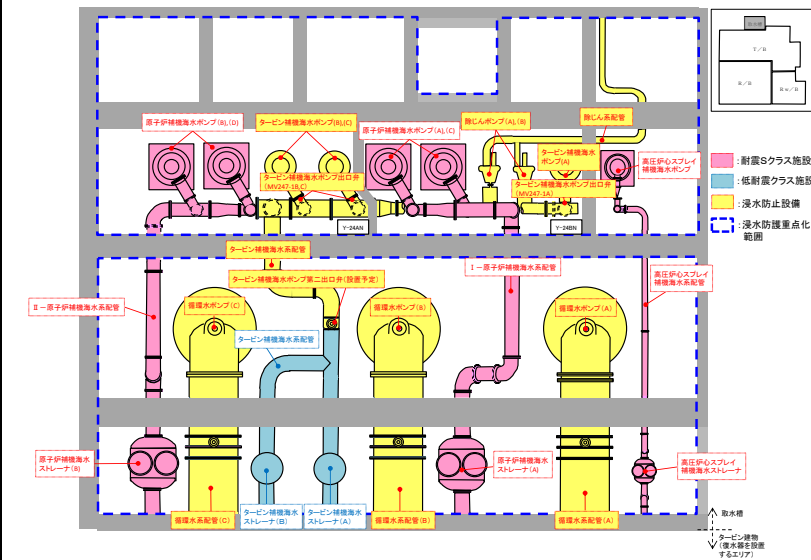 取水槽
T/B
R/B
Rw/B
原子炉補機海水ポンプ(B),(D)
タービン補機海水ポンプ(B),(C)
原子炉補機海水ポンプ(A),(C)
除じんポンプ(A),(B)
除じん系配管
タービン補機海水
ポンプ(A)
高圧炉心スプレイ
補機海水ポンプ
タービン補機海水ポンプ出口弁
(MV247-1B,C)
タービン補機海水ポンプ出口弁
(MV247-1A)
Y-24AN
Y-24BN
:耐震Sクラス施設
:低耐震クラス施設
:浸水防止設備
:浸水防護重点化
範囲
タービン補機海水系配管
タービン補機海水ポンプ第二出口弁(設置予定)
Ⅰ-原子炉補機海水系配管
高圧炉心スプレイ
補機海水系配管
Ⅱ-原子炉補機海水系配管
循環水ポンプ(C)
循環水ポンプ(B)
循環水ポンプ(A)
タービン補機海水系配管
原子炉補機海水
ストレーナ(B)
原子炉補機海水
ストレーナ(A)
高圧炉心スプレイ
補機海水ストレーナ
循環水系配管(C)
タービン補機海水
ストレーナ(B)
タービン補機海水
ストレーナ(A)
循環水系配管(B)
循環水系配管(A)
取水槽
タービン建物
(復水器を設置
するエリア)